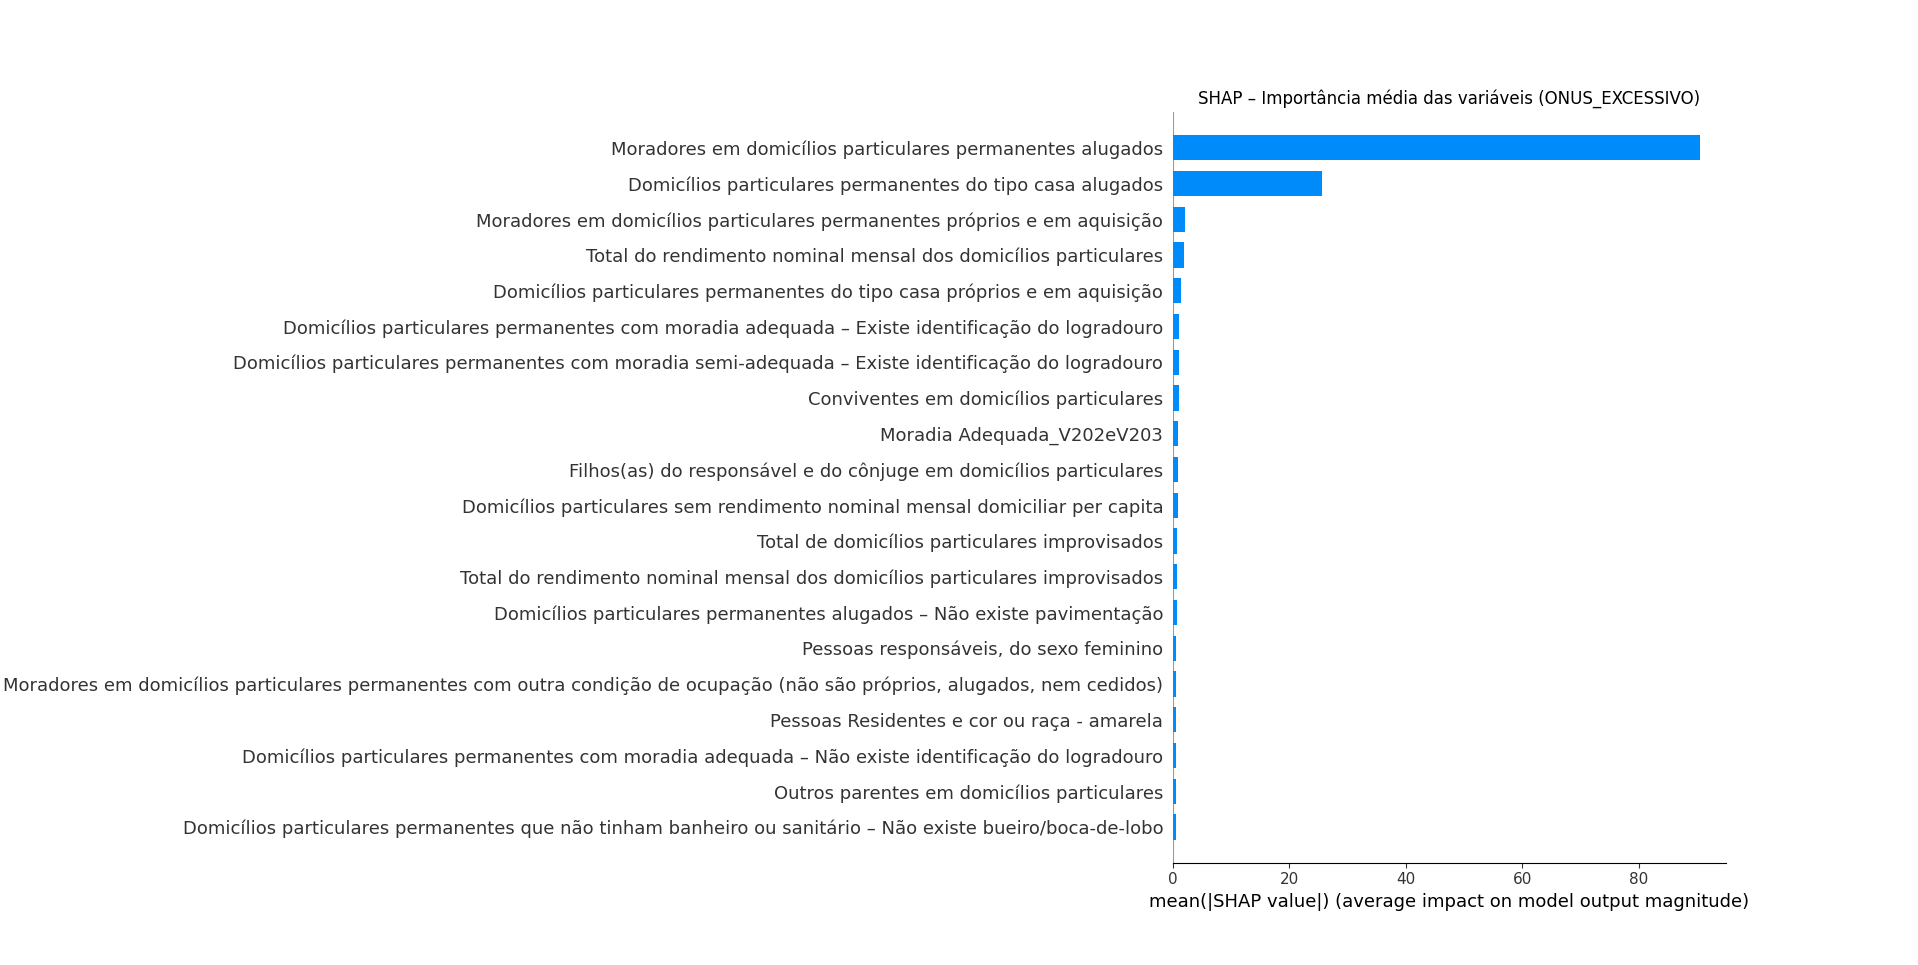 SHAP – Importância média das variáveis (ONUS_EXCESSIVO)
Moradores em domicílios particulares permanentes alugados
Domicílios particulares permanentes do tipo casa alugados
Moradores em domicílios particulares permanentes próprios e em aquisição
Total do rendimento nominal mensal dos domicílios particulares
Domicílios particulares permanentes do tipo casa próprios e em aquisição
Domicílios particulares permanentes com moradia adequada – Existe identificação do logradouro
Domicílios particulares permanentes com moradia semi-adequada – Existe identificação do logradouro
Conviventes em domicílios particulares
Moradia Adequada_V202eV203
Filhos(as) do responsável e do cônjuge em domicílios particulares
Domicílios particulares sem rendimento nominal mensal domiciliar per capita
Total de domicílios particulares improvisados
Total do rendimento nominal mensal dos domicílios particulares improvisados
Domicílios particulares permanentes alugados – Não existe pavimentação
Pessoas responsáveis, do sexo feminino
Moradores em domicílios particulares permanentes com outra condição de ocupação (não são próprios, alugados, nem cedidos)
Pessoas Residentes e cor ou raça - amarela
Domicílios particulares permanentes com moradia adequada – Não existe identificação do logradouro
Outros parentes em domicílios particulares
Domicílios particulares permanentes que não tinham banheiro ou sanitário – Não existe bueiro/boca-de-lobo
0 20 40 60 80
mean(|SHAP value|) (average impact on model output magnitude)